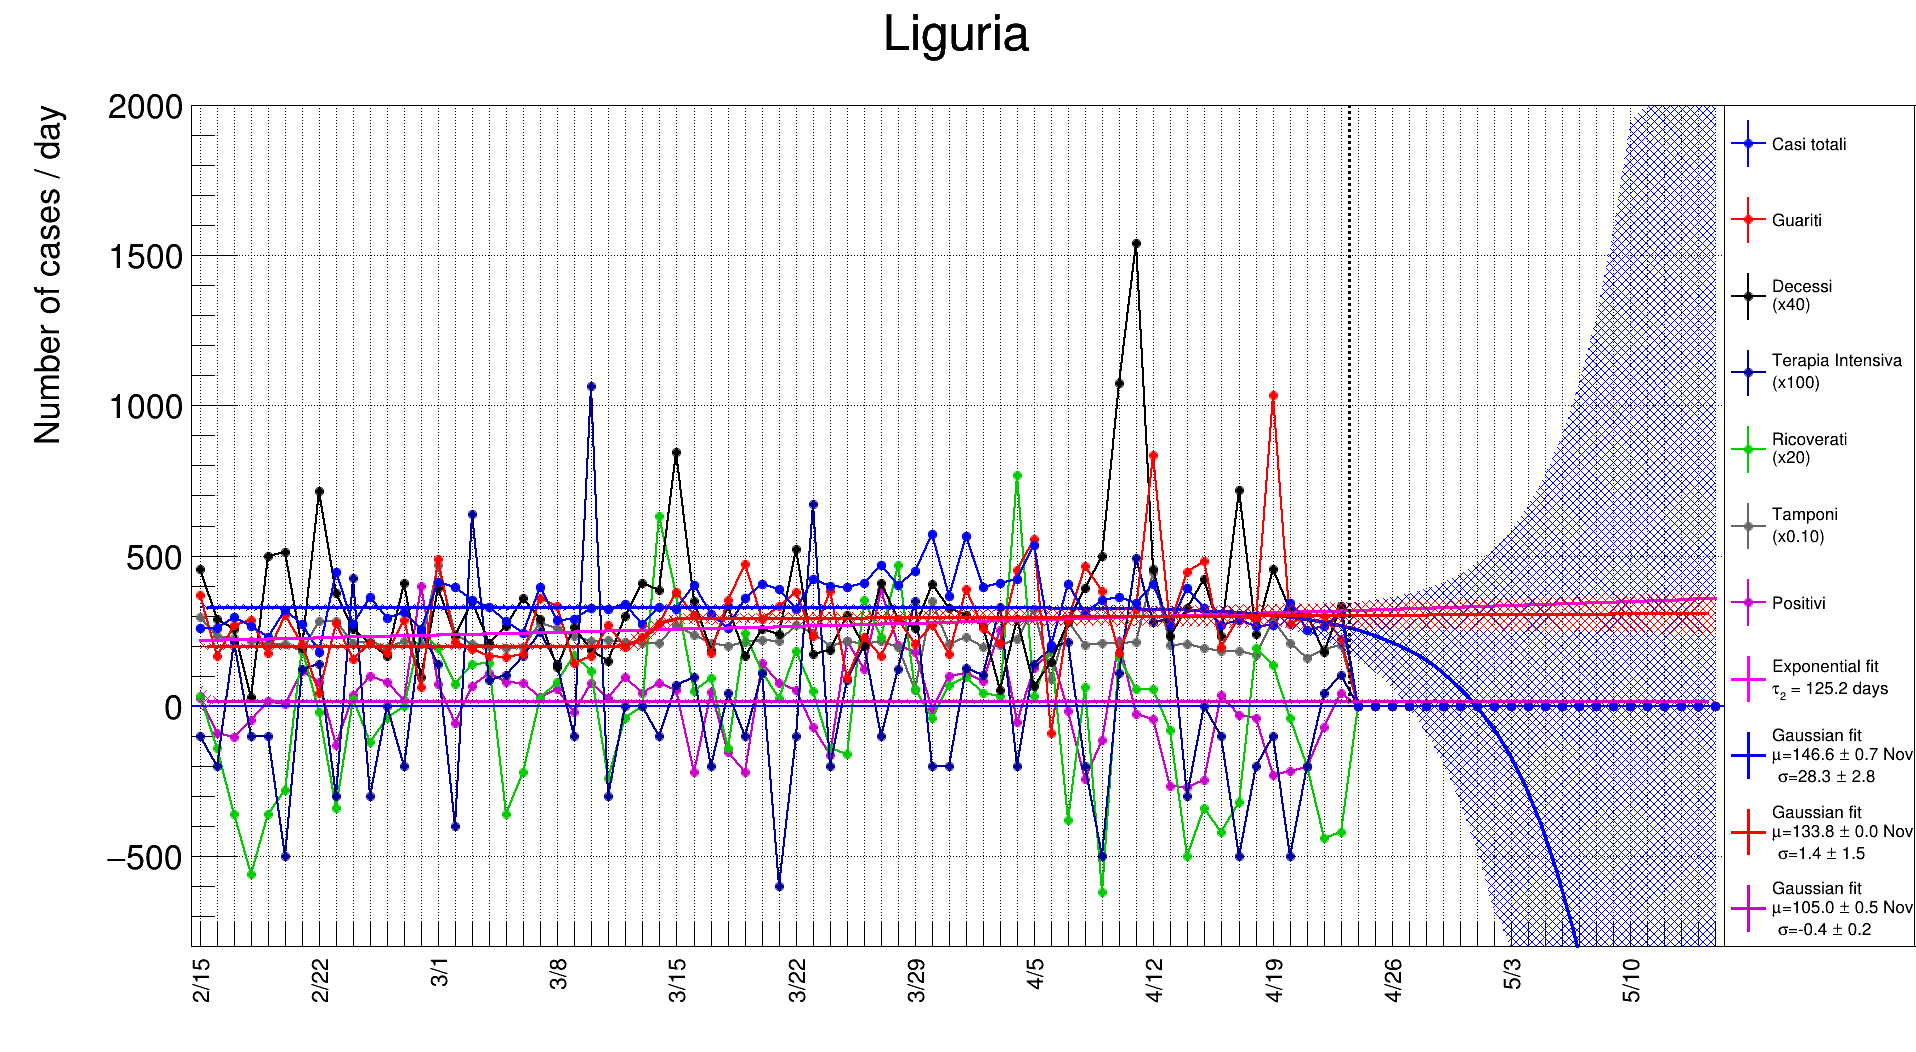 Liguria
Number of cases / day
2000
1500
1000
500
0
−500
2/15
2/22
3/1
3/8
3/15
3/22
3/29
4/5
4/12
4/19
4/26
5/3
5/10
Casi totali
Guariti
Decessi
(x40)
Terapia Intensiva
(x100)
Ricoverati
(x20)
Tamponi
(x0.10)
Positivi
Exponential fit
τ2 = 125.2 days
Gaussian fit
μ=146.6 ± 0.7 Nov
σ=28.3 ± 2.8
Gaussian fit
μ=133.8 ± 0.0 Nov
σ=1.4 ± 1.5
Gaussian fit
μ=105.0 ± 0.5 Nov
σ=-0.4 ± 0.2